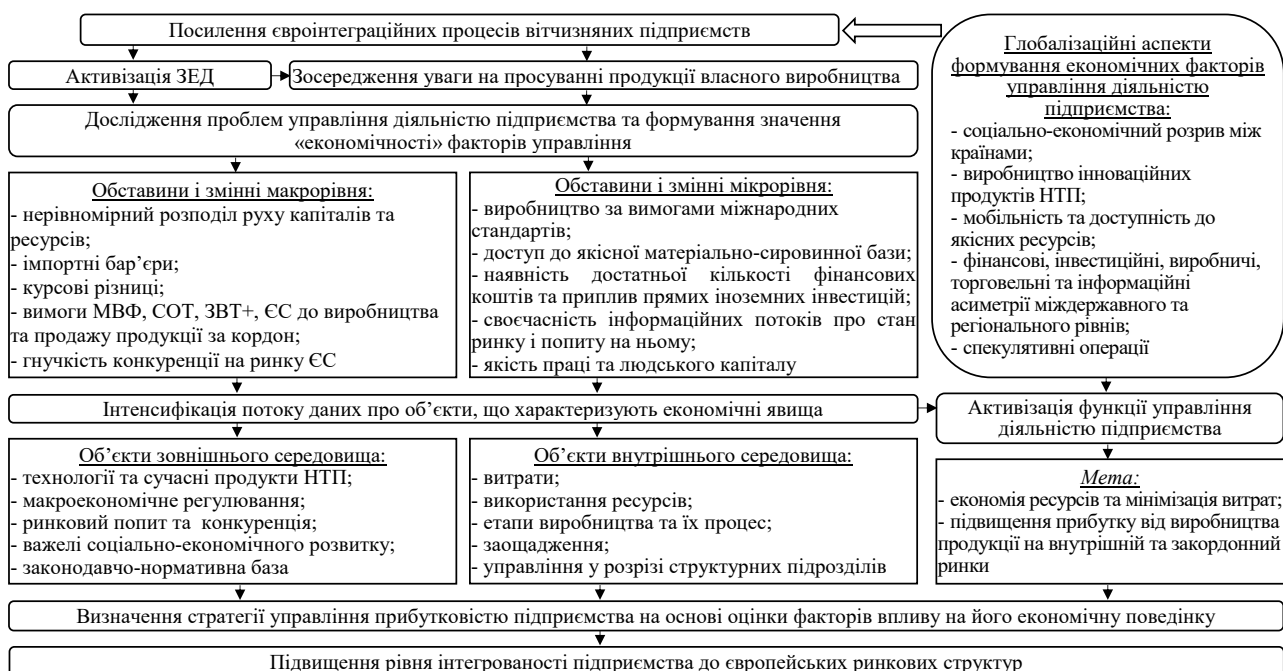 Посилення євроінтеграційних процесів вітчизняних підприємств
Активізація ЗЕД
Зосередження уваги на просуванні продукції власного виробництва
Дослідження проблем управління діяльністю підприємства та формування значення
«економічності» факторів управління
Обставини і змінні макрорівня:
- нерівномірний розподіл руху капіталів та
ресурсів;
- імпортні бар’єри;
- курсові різниці;
- вимоги МВФ, СОТ, ЗВТ+, ЄС до виробництва
та продажу продукції за кордон;
- гнучкість конкуренції на ринку ЄС
Обставини і змінні мікрорівня:
- виробництво за вимогами міжнародних
стандартів;
- доступ до якісної матеріально-сировинної бази;
- наявність достатньої кількості фінансових
коштів та приплив прямих іноземних інвестицій;
- своєчасність інформаційних потоків про стан
ринку і попиту на ньому;
- якість праці та людського капіталу
Глобалізаційні аспекти
формування економічних факторів
управління діяльністю
підприємства:
- соціально-економічний розрив між
країнами;
- виробництво інноваційних
продуктів НТП;
- мобільність та доступність до
якісних ресурсів;
- фінансові, інвестиційні, виробничі,
торговельні та інформаційні
асиметрії міждержавного та
регіонального рівнів;
- спекулятивні операції
Інтенсифікація потоку даних про об’єкти, що характеризують економічні явища
Активізація функції управління
діяльністю підприємства
Об’єкти зовнішнього середовища:
- технології та сучасні продукти НТП;
- макроекономічне регулювання;
- ринковий попит та конкуренція;
- важелі соціально-економічного розвитку;
- законодавчо-нормативна база
Об’єкти внутрішнього середовища:
- витрати;
- використання ресурсів;
- етапи виробництва та їх процес;
- заощадження;
- управління у розрізі структурних підрозділів
Мета:
- економія ресурсів та мінімізація витрат;
- підвищення прибутку від виробництва
продукції на внутрішній та закордонний
ринки
Визначення стратегії управління прибутковістю підприємства на основі оцінки факторів впливу на його економічну поведінку
Підвищення рівня інтегрованості підприємства до європейських ринкових структур